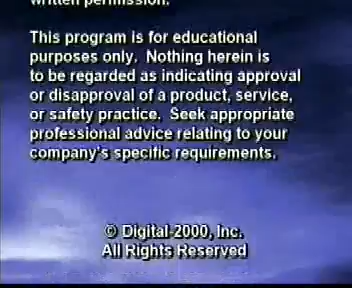 written permission.
This program is for educational
purposes only.  Nothing herein is
to be regarded as indicating approval
or disapproval of a product, service,
or safety practice.  Seek appropriate
professional advice relating to your
company's specific requirements.
© Digital-2000, Inc.
All Rights Reserved